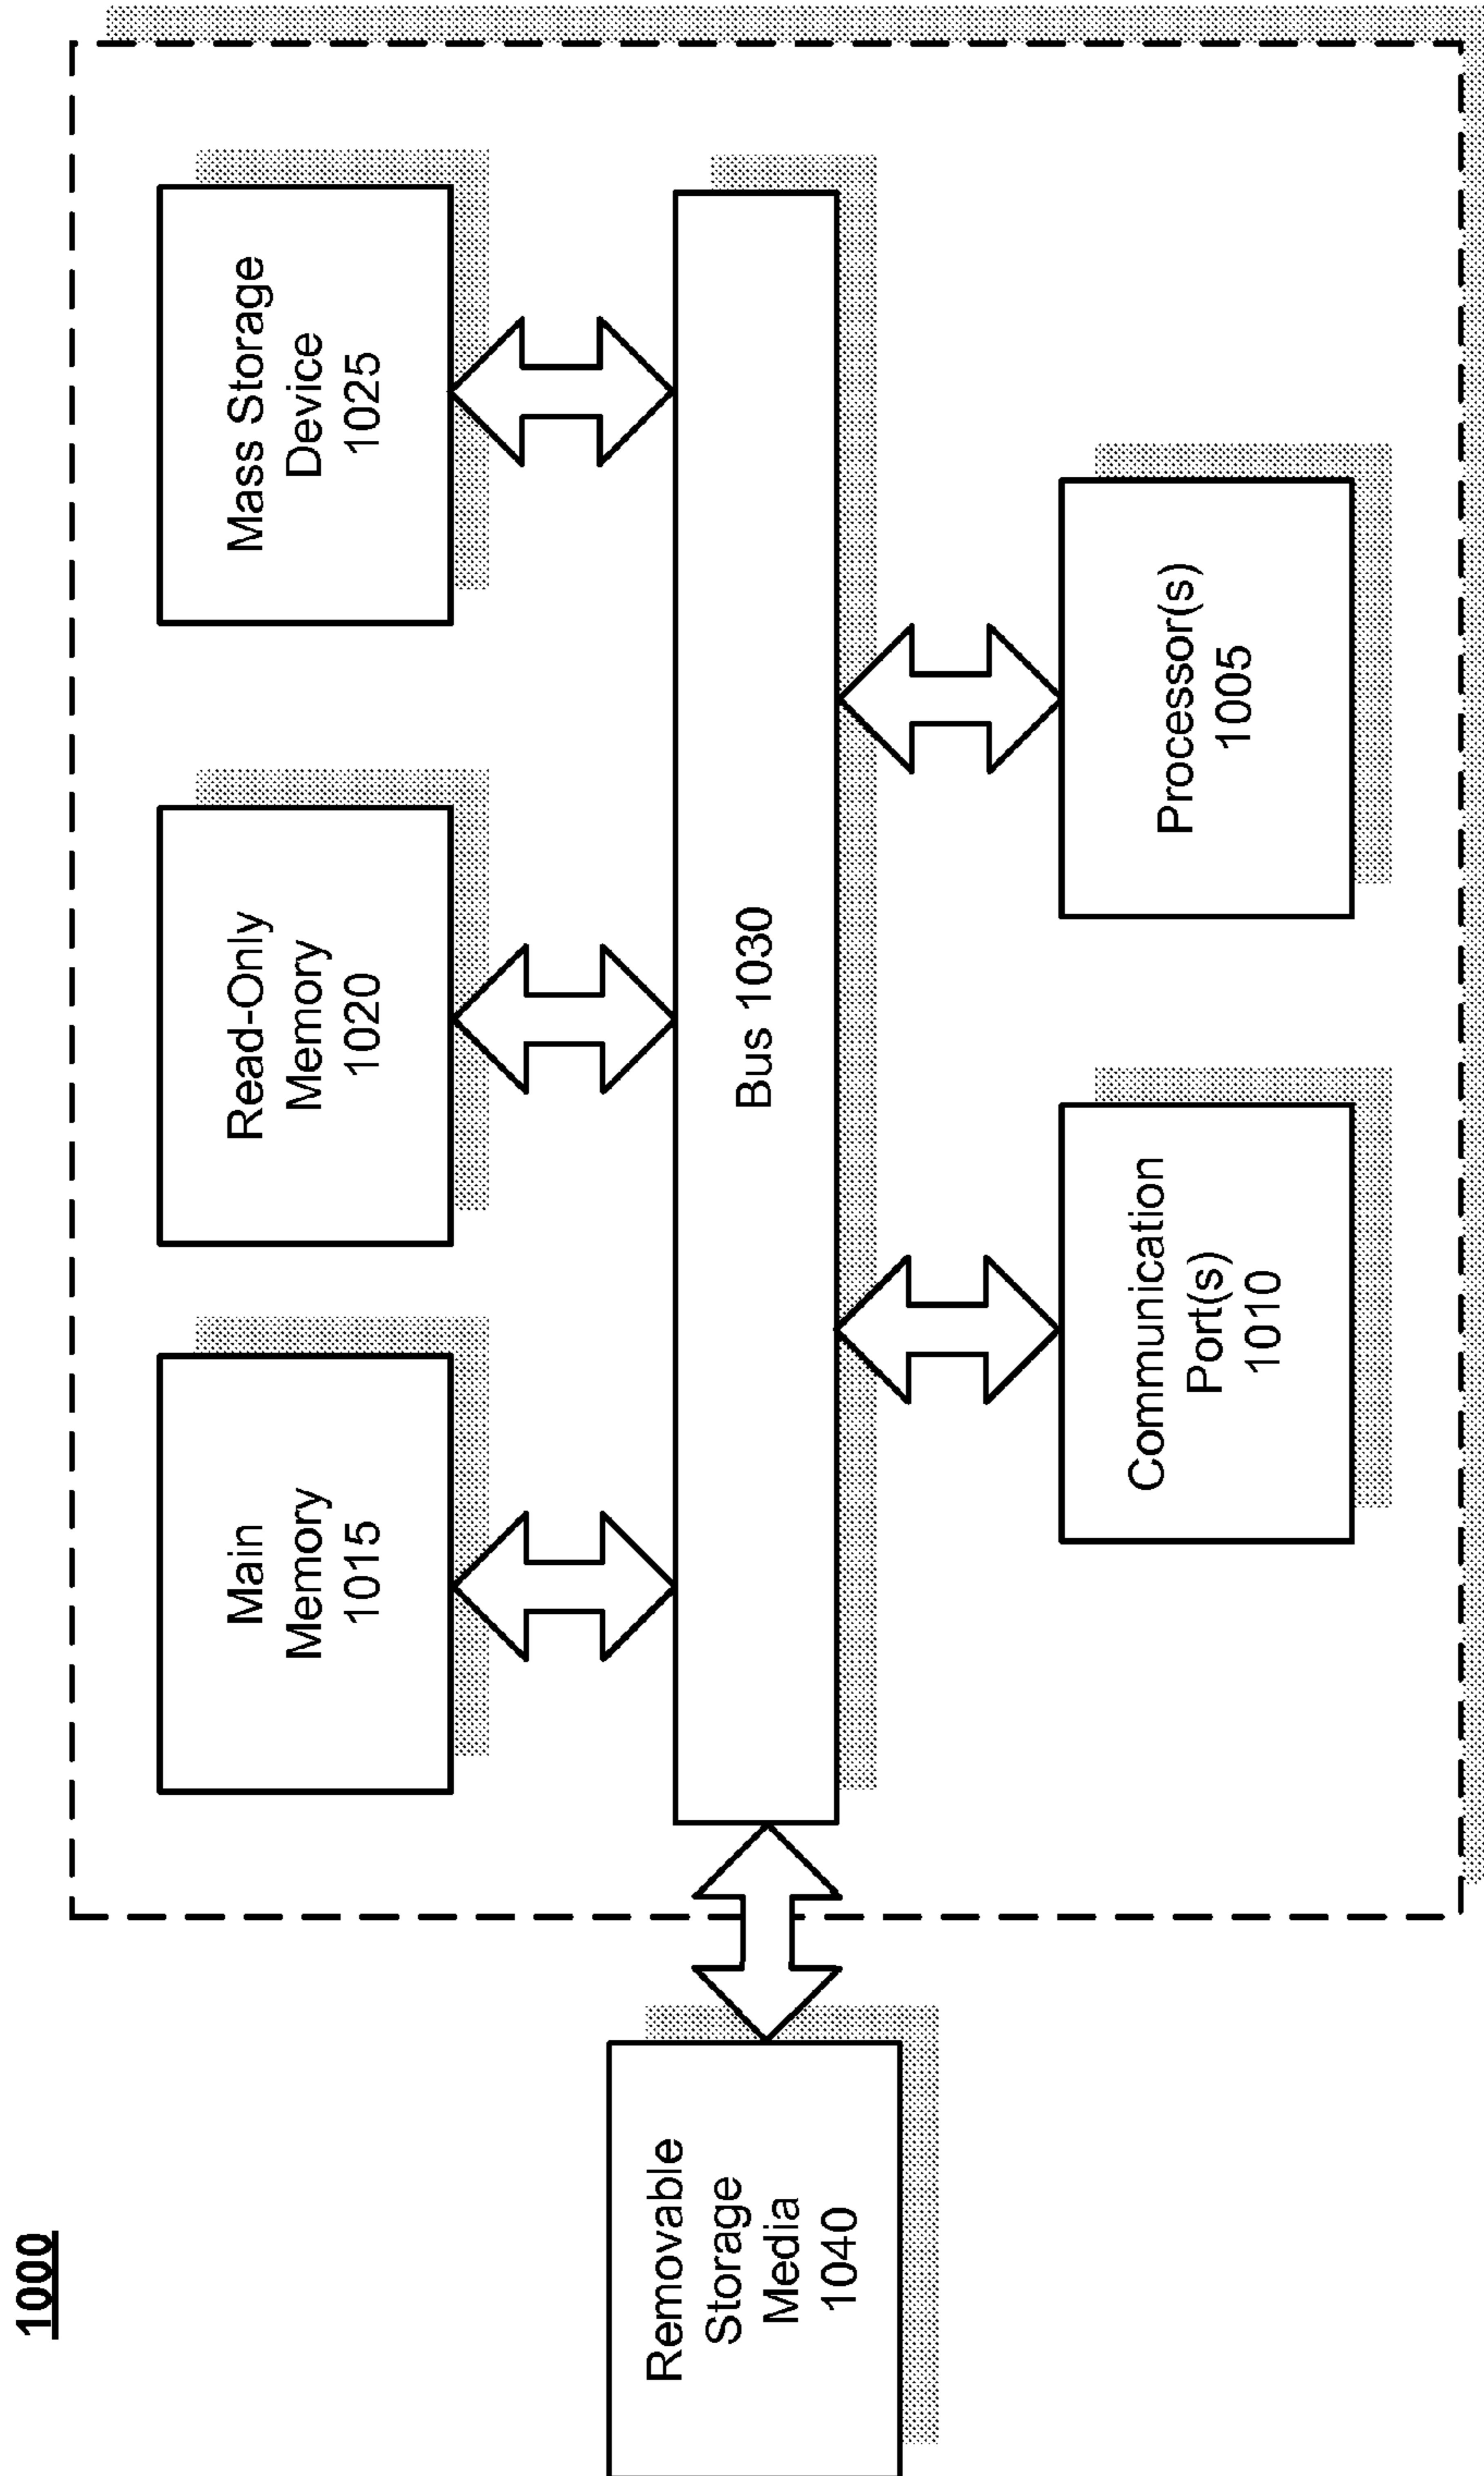 1000
Main
Memory
1015
Read-Only
Memory
1020
Mass Storage
Device
1025
Removable
Storage
Media
1040
Bus 1030
Communication
Port(s)
1010
Processor(s)
1005